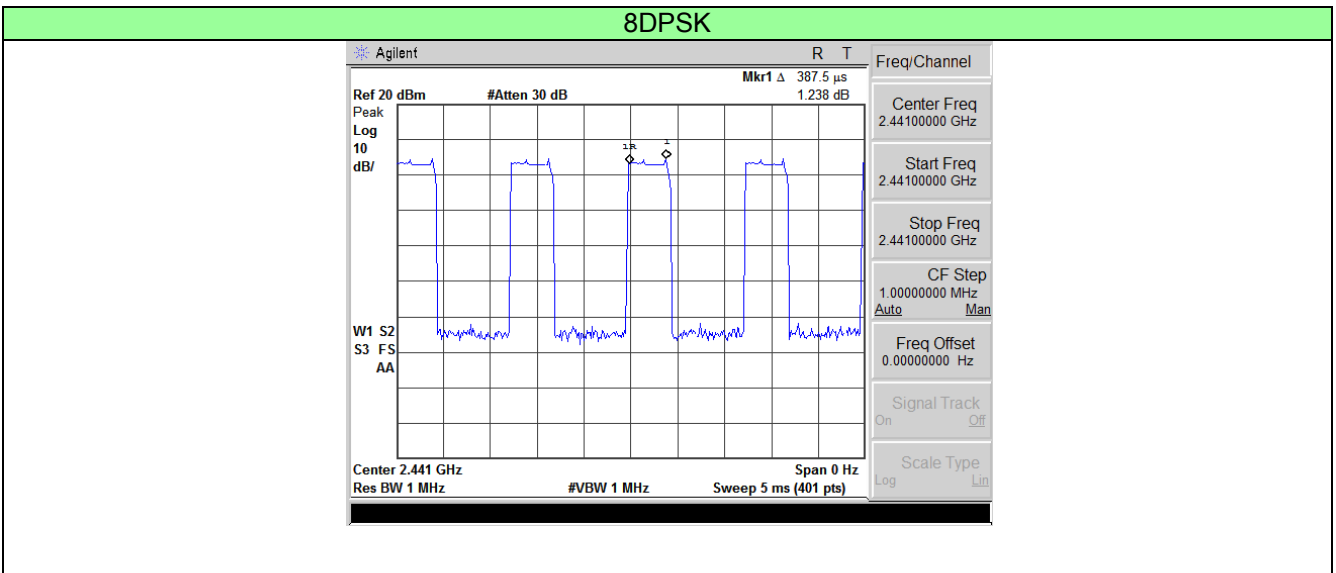 8DPSK
Agilent R T
Mkr1 Δ 387.5 µs
Ref 20 dBm #Atten 30 dB 1.238 dB
Peak
Log
10
dB/
1R 1
W1 S2
S3 FS
AA
Center 2.441 GHz Span 0 Hz
Res BW 1 MHz #VBW 1 MHz Sweep 5 ms (401 pts)
Freq/Channel
Center Freq
2.44100000 GHz
Start Freq
2.44100000 GHz
Stop Freq
2.44100000 GHz
CF Step
1.00000000 MHz
Auto Man
Freq Offset
0.00000000 Hz
Signal Track
On Off
Scale Type
Log Lin